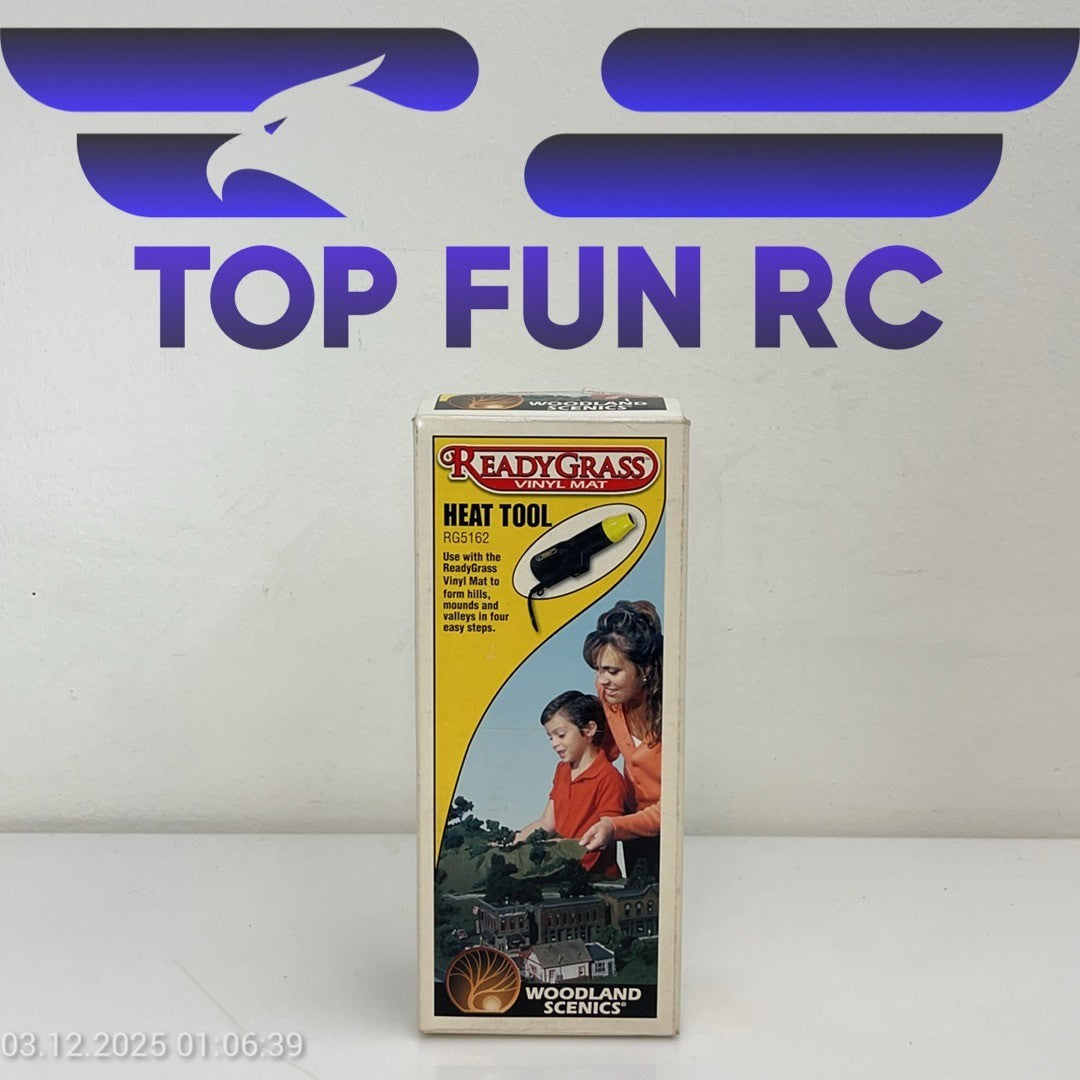 TOP FUN RC
WOODLAND
SCENICS®
READYGRASS™
VINYL MAT
HEAT TOOL
RG5162
Use with the
ReadyGrass
Vinyl Mat to
form hills,
mounds and
valleys in four
easy steps.
WOODLAND
SCENICS®
03.12.2025 01:06:39